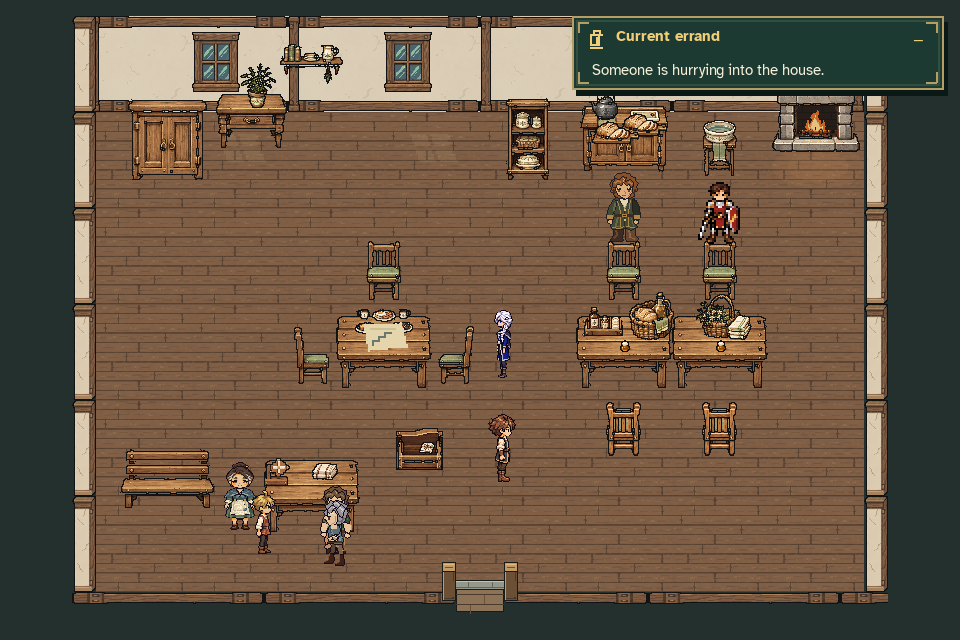 Current errand
Someone is hurrying into the house.